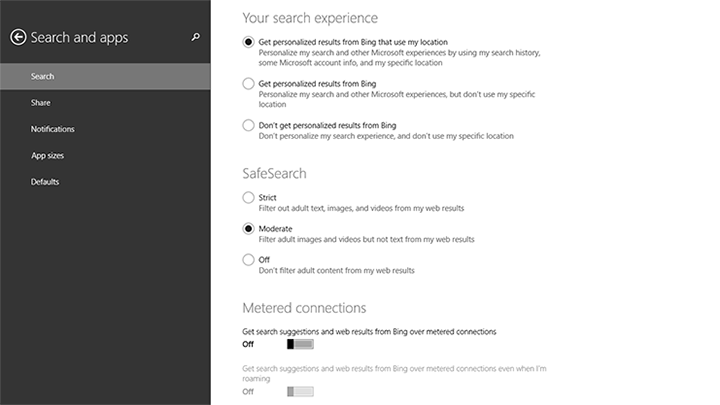 Search and apps
Search
Share
Notifications
App sizes
Defaults
Your search experience
Get personalized results from Bing that use my location
Personalize my search and other Microsoft experiences by using my search history,
some Microsoft account info, and my specific location
Get personalized results from Bing
Personalize my search and other Microsoft experiences, but don't use my specific
location
Don't get personalized results from Bing
Don't personalize my search experience, and don't use my specific location
SafeSearch
Strict
Filter out adult text, images, and videos from my web results
Moderate
Filter adult images and videos but not text from my web results
Off
Don't filter adult content from my web results
Metered connections
Get search suggestions and web results from Bing over metered connections
Off
Get search suggestions and web results from Bing over metered connections even when I'm
roaming
Off